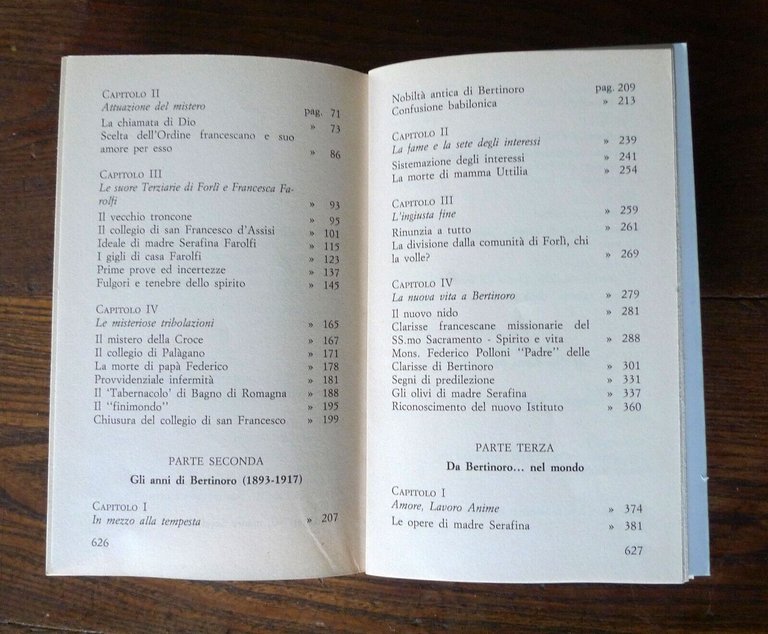 CAPITOLO II
Attuazione del mistero pag. 71
La chiamata di Dio » 73
Scelta dell'Ordine francescano e suo
amore per esso » 86
CAPITOLO III
Le suore Terziarie di Forlì e Francesca Fa-
rolfi » 93
Il vecchio troncone » 95
Il collegio di san Francesco d'Assisi » 101
Ideale di madre Serafina Farolfi » 115
I gigli di casa Farolfi » 123
Prime prove ed incertezze » 137
Fulgori e tenebre dello spirito » 145
CAPITOLO IV
Le misteriose tribolazioni » 165
Il mistero della Croce » 167
Il collegio di Palàgano » 171
La morte di papà Federico » 178
Provvidenziale infermità » 181
Il 'Tabernacolo' di Bagno di Romagna » 188
Il "finimondo" » 195
Chiusura del collegio di san Francesco » 199
PARTE SECONDA
Gli anni di Bertinoro (1893-1917)
CAPITOLO I
In mezzo alla tempesta » 207
626
Nobiltà antica di Bertinoro pag. 209
Confusione babilonica » 213
CAPITOLO II
La fame e la sete degli interessi » 239
Sistemazione degli interessi » 241
La morte di mamma Uttilia » 254
CAPITOLO III
L'ingiusta fine » 259
Rinunzia a tutto » 261
La divisione dalla comunità di Forlì, chi
la volle? » 269
CAPITOLO IV
La nuova vita a Bertinoro » 279
Il nuovo nido » 281
Clarisse francescane missionarie del
SS.mo Sacramento - Spirito e vita » 288
Mons. Federico Polloni "Padre" delle
Clarisse di Bertinoro » 301
Segni di predilezione » 331
Gli olivi di madre Serafina » 337
Riconoscimento del nuovo Istituto » 360
PARTE TERZA
Da Bertinoro... nel mondo
CAPITOLO I
Amore, Lavoro Anime » 374
Le opere di madre Serafina » 381
627